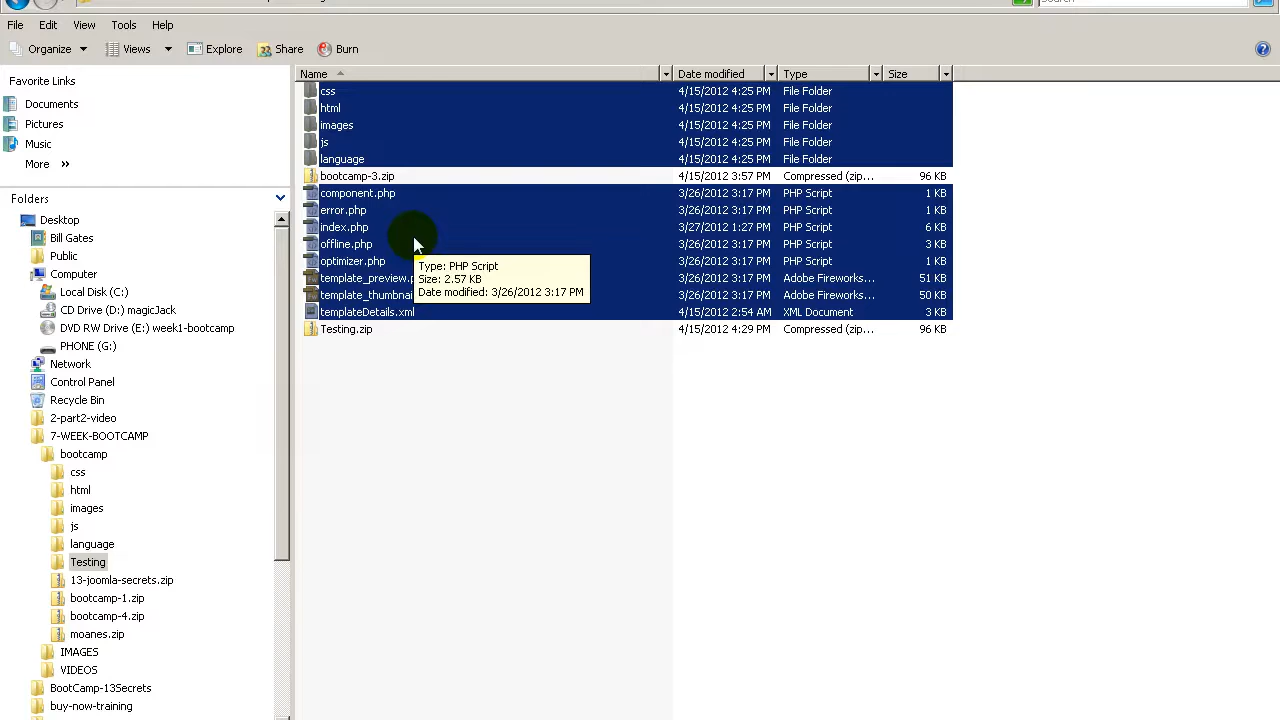 Search
File Edit View Tools Help
Organize Views Explore Share Burn
Favorite Links
Documents
Pictures
Music
More »
Folders
Desktop
Bill Gates
Public
Computer
Local Disk (C:)
CD Drive (D:) magicJack
DVD RW Drive (E:) week1-bootcamp
PHONE (G:)
Network
Control Panel
Recycle Bin
2-part2-video
7-WEEK-BOOTCAMP
bootcamp
css
html
images
js
language
Testing
13-joomla-secrets.zip
bootcamp-1.zip
bootcamp-4.zip
moanes.zip
IMAGES
VIDEOS
BootCamp-13Secrets
buy-now-training
Name Date modified Type Size
css 4/15/2012 4:25 PM File Folder
html 4/15/2012 4:25 PM File Folder
images 4/15/2012 4:25 PM File Folder
js 4/15/2012 4:25 PM File Folder
language 4/15/2012 4:25 PM File Folder
bootcamp-3.zip 4/15/2012 3:57 PM Compressed (zip... 96 KB
component.php 3/26/2012 3:17 PM PHP Script 1 KB
error.php 3/26/2012 3:17 PM PHP Script 1 KB
index.php 3/27/2012 1:27 PM PHP Script 6 KB
offline.php 3/26/2012 3:17 PM PHP Script 3 KB
optimizer.php 3/26/2012 3:17 PM PHP Script 1 KB
template_preview.p 3/26/2012 3:17 PM Adobe Fireworks... 51 KB
template_thumbnai 3/26/2012 3:17 PM Adobe Fireworks... 50 KB
templateDetails.xml 4/15/2012 2:54 AM XML Document 3 KB
Testing.zip 4/15/2012 4:29 PM Compressed (zip... 96 KB
Type: PHP Script
Size: 2.57 KB
Date modified: 3/26/2012 3:17 PM